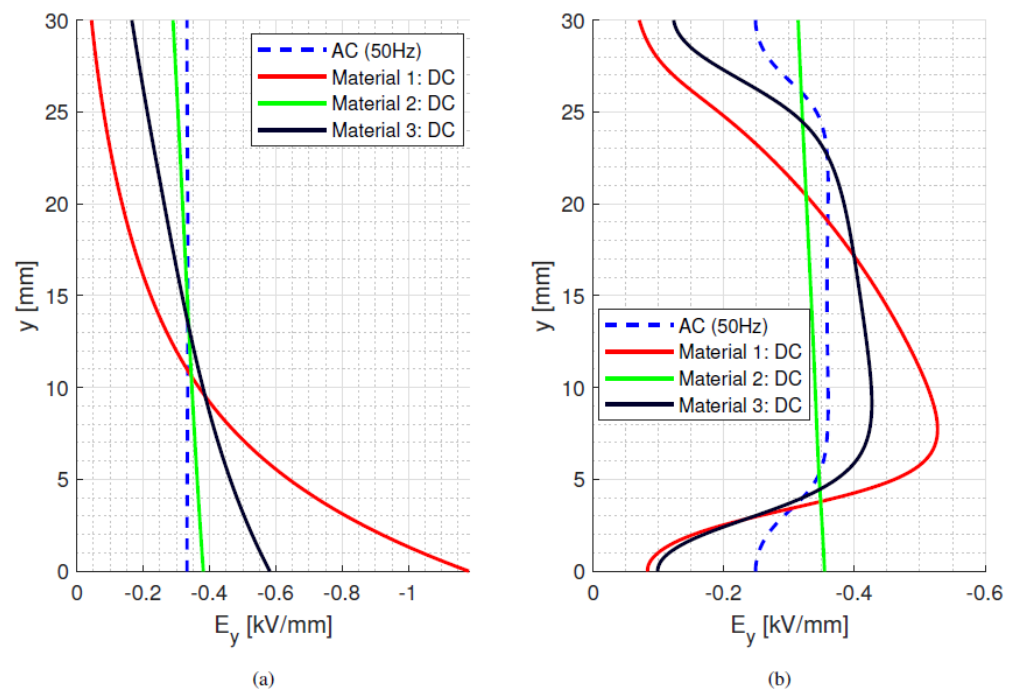 30
25
20
15
10
5
0
y [mm]
0
-0.2
-0.4
-0.6
-0.8
-1
E_y [kV/mm]
AC (50Hz)
Material 1: DC
Material 2: DC
Material 3: DC
(a)
30
25
20
15
10
5
0
y [mm]
0
-0.2
-0.4
-0.6
E_y [kV/mm]
AC (50Hz)
Material 1: DC
Material 2: DC
Material 3: DC
(b)